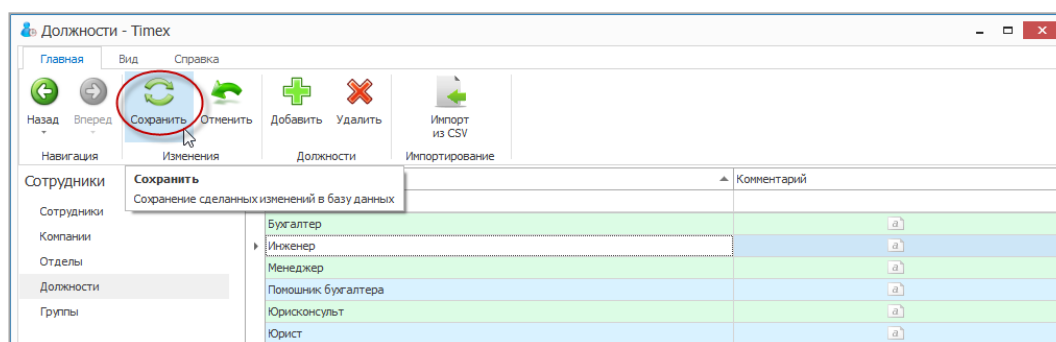 Должности - Timex
Главная Вид Справка
Назад Вперед Сохранить Отменить Добавить Удалить Импорт
из CSV
Навигация Изменения Должности Импортирование
Сотрудники
Сохранить
Сохранение сделанных изменений в базу данных
Комментарий
Сотрудники
Компании
Отделы
Должности
Группы
Бухгалтер
Инженер
Менеджер
Помошник бухгалтера
Юрисконсульт
Юрист